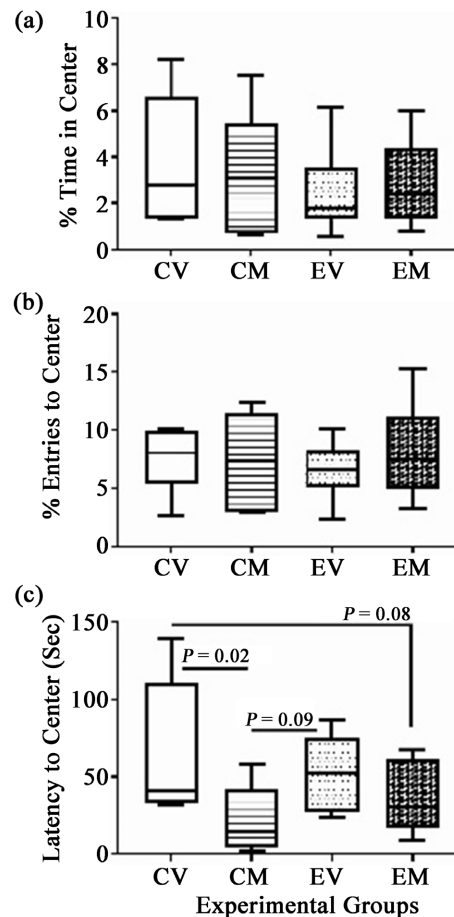 (a)
% Time in Center
10
8
6
4
2
0
CV CM EV EM
(b)
% Entries to Center
20
15
10
5
0
CV CM EV EM
(c)
Latency to Center (Sec)
150
100
50
0
P = 0.08
P = 0.02
P = 0.09
CV CM EV EM
Experimental Groups